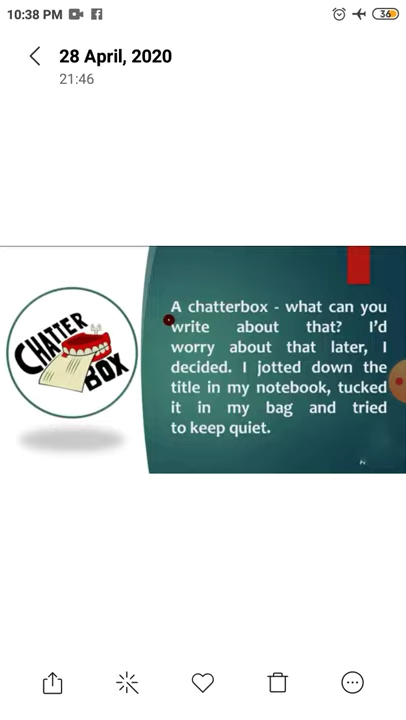 10:38 PM
36
28 April, 2020
21:46
CHATTER
BOX
A chatterbox - what can you
write about that? I'd
worry about that later, I
decided. I jotted down the
title in my notebook, tucked
it in my bag and tried
to keep quiet.